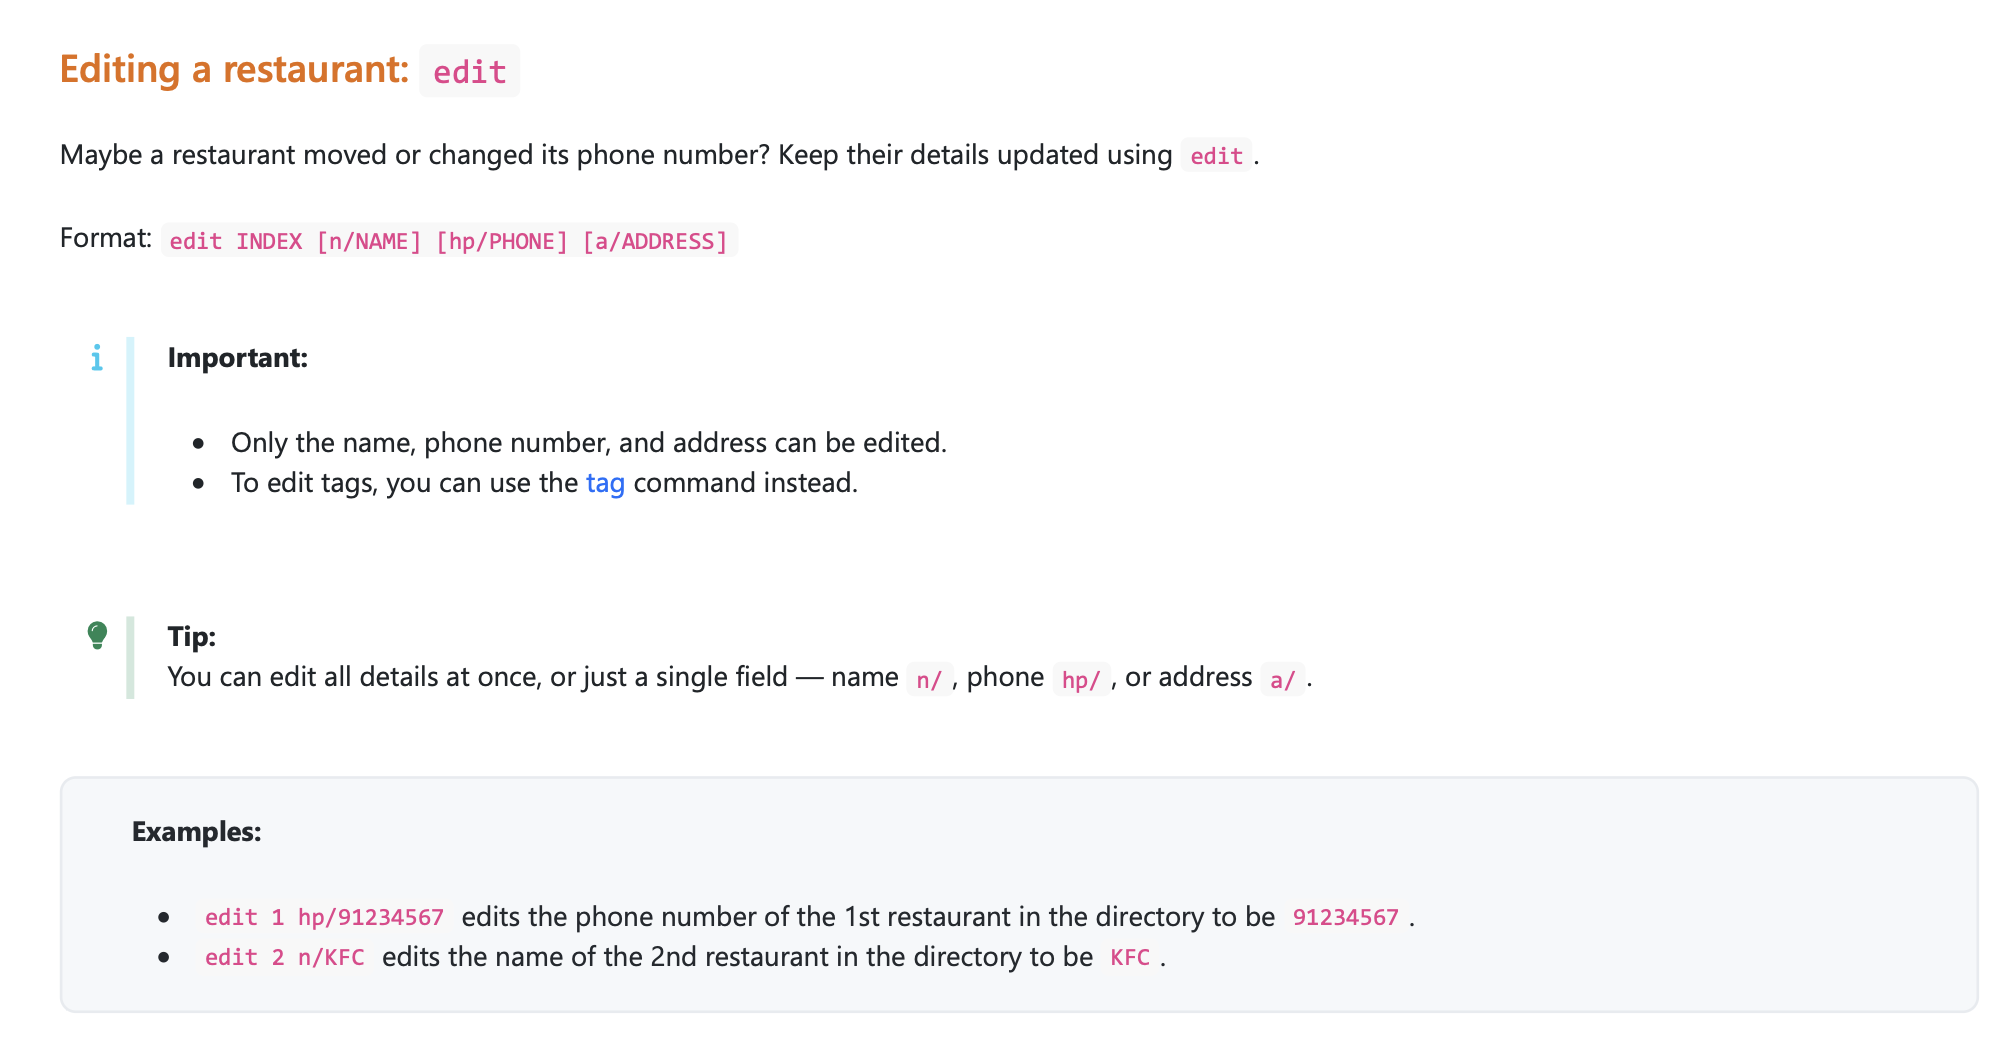 Editing a restaurant: edit
Maybe a restaurant moved or changed its phone number? Keep their details updated using edit.
Format: edit INDEX [n/NAME] [hp/PHONE] [a/ADDRESS]
Important:
Only the name, phone number, and address can be edited.
To edit tags, you can use the tag command instead.
Tip:
You can edit all details at once, or just a single field — name n/, phone hp/, or address a/.
Examples:
edit 1 hp/91234567 edits the phone number of the 1st restaurant in the directory to be 91234567.
edit 2 n/KFC edits the name of the 2nd restaurant in the directory to be KFC.